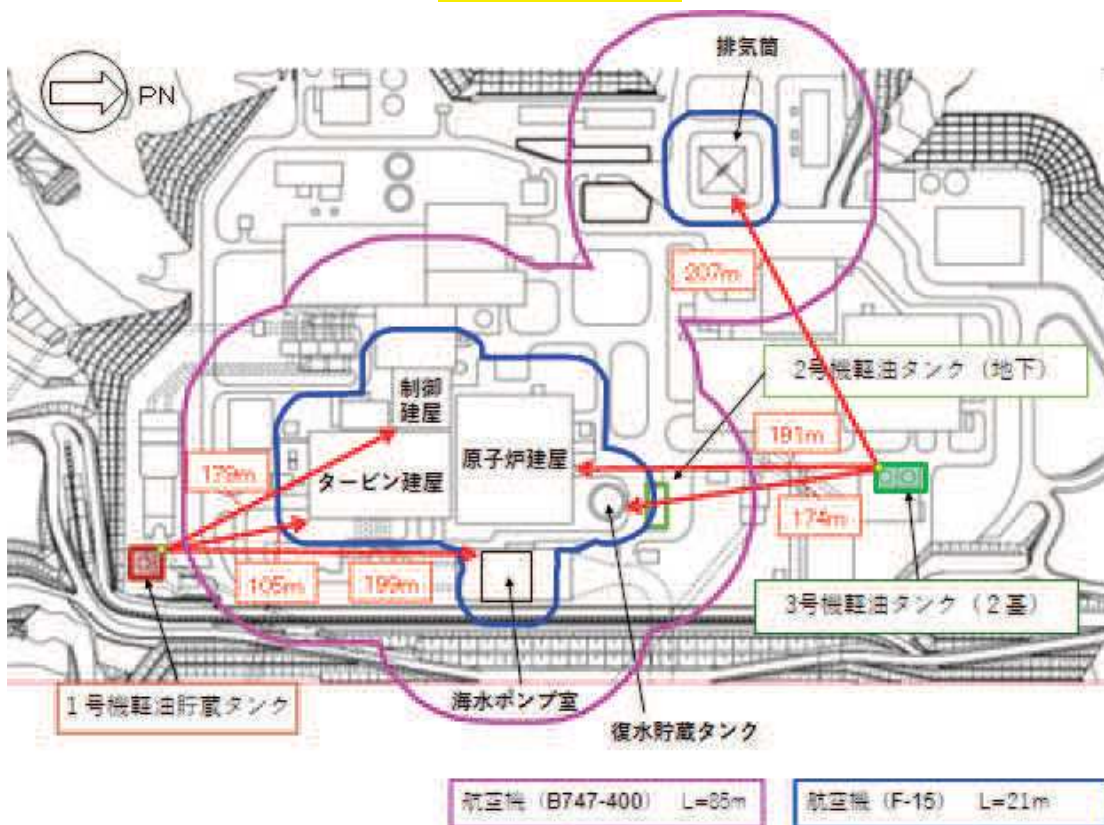 排気筒
PN
207m
2号機軽油タンク（地下）
制御
建屋
191m
原子炉建屋
179m
タービン建屋
174m
105m
199m
3号機軽油タンク（２基）
1号機軽油貯蔵タンク
海水ポンプ室
復水貯蔵タンク
航空機（B747-400） L=85m
航空機（F-15） L=21m